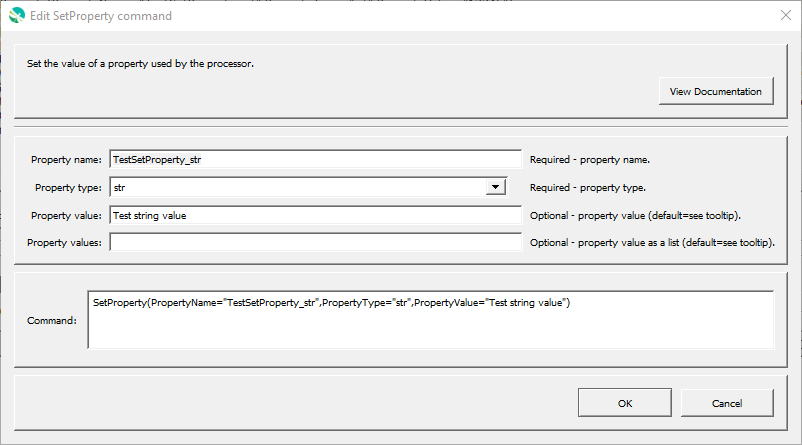 Edit SetProperty command
Set the value of a property used by the processor.
View Documentation
Property name: TestSetProperty_str Required - property name.
Property type: str Required - property type.
Property value: Test string value Optional - property value (default=see tooltip).
Property values: Optional - property value as a list (default=see tooltip).
Command: SetProperty(PropertyName="TestSetProperty_str",PropertyType="str",PropertyValue="Test string value")
OK Cancel